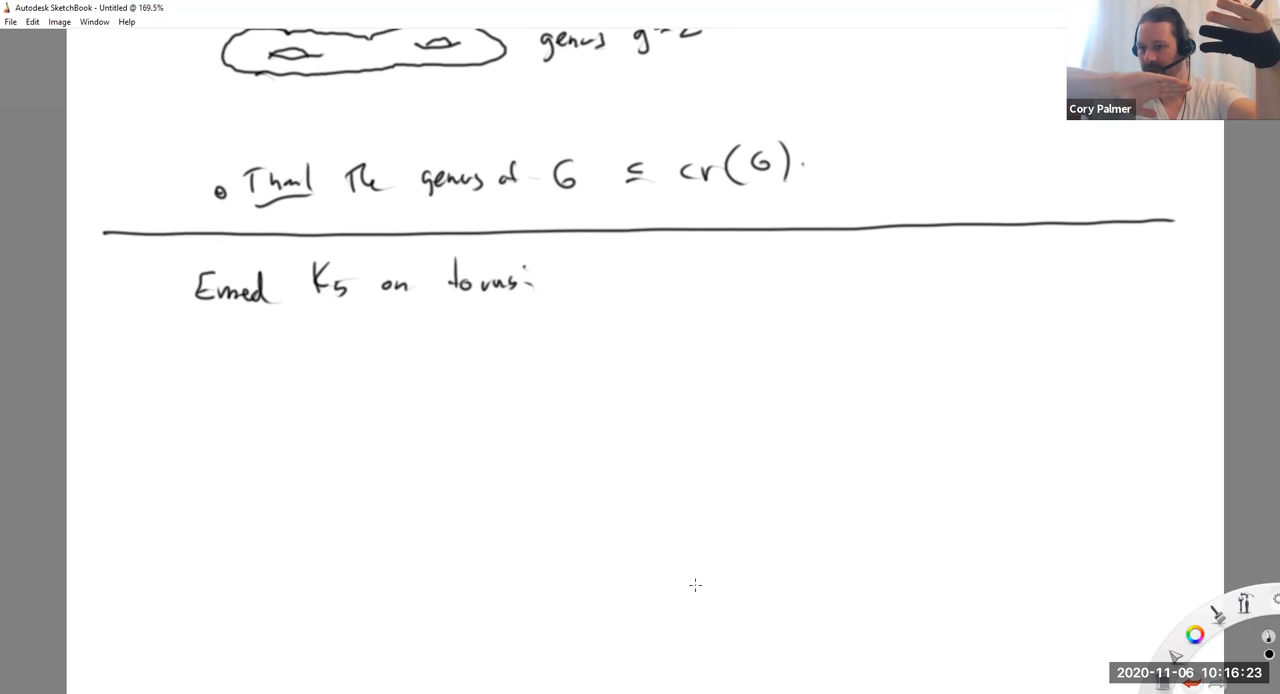 Autodesk SketchBook - Untitled @ 169.5%
File Edit Image Window Help
genus g=2
Cory Palmer
Thm! The genus of G ≤ cr(G).
Emed K5 on torus:
2020-11-06 10:16:23